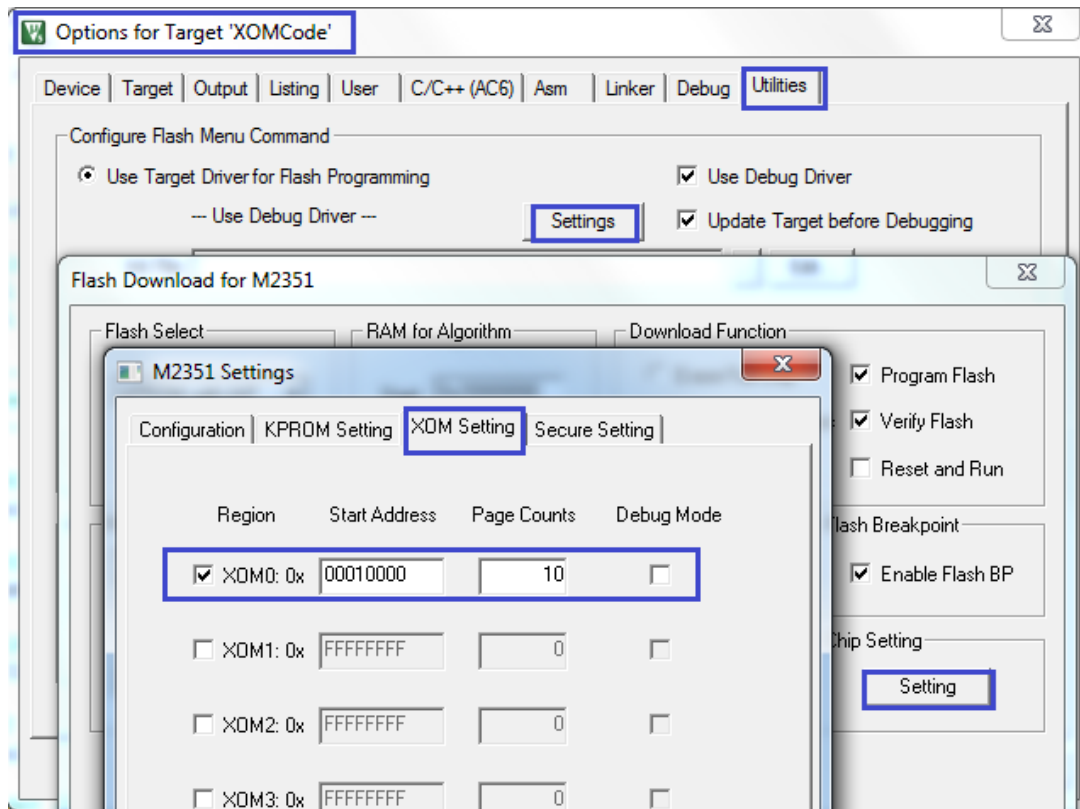 Options for Target 'XOMCode'
Device Target Output Listing User C/C++ (AC6) Asm Linker Debug Utilities
Configure Flash Menu Command
Use Target Driver for Flash Programming
Use Debug Driver
--- Use Debug Driver ---
Settings
Update Target before Debugging
Flash Download for M2351
Flash Select
RAM for Algorithm
Download Function
M2351 Settings
Program Flash
Configuration KPROM Setting XOM Setting Secure Setting
Verify Flash
Reset and Run
Region Start Address Page Counts Debug Mode
Flash Breakpoint
XOM0: 0x 00010000 10
Enable Flash BP
XOM1: 0x FFFFFFFF 0
Chip Setting
Setting
XOM2: 0x FFFFFFFF 0
XOM3: 0x FFFFFFFF 0